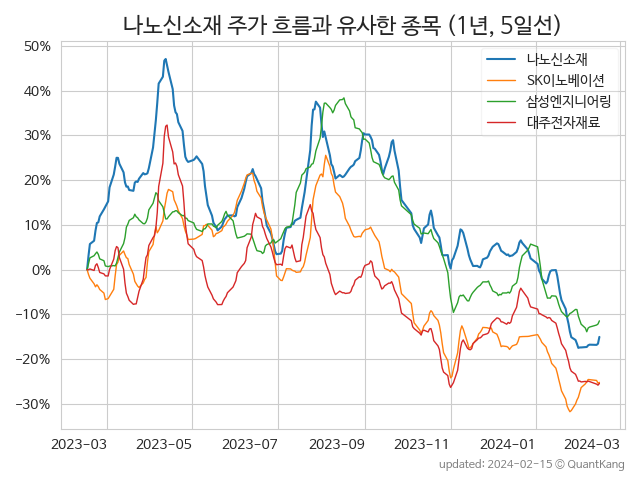 나노신소재 주가 흐름과 유사한 종목 (1년, 5일선)
50%
40%
30%
20%
10%
0%
−10%
−20%
−30%
나노신소재
SK이노베이션
삼성엔지니어링
대주전자재료
2023-03 2023-05 2023-07 2023-09 2023-11 2024-01 2024-03
updated: 2024-02-15 © QuantKang